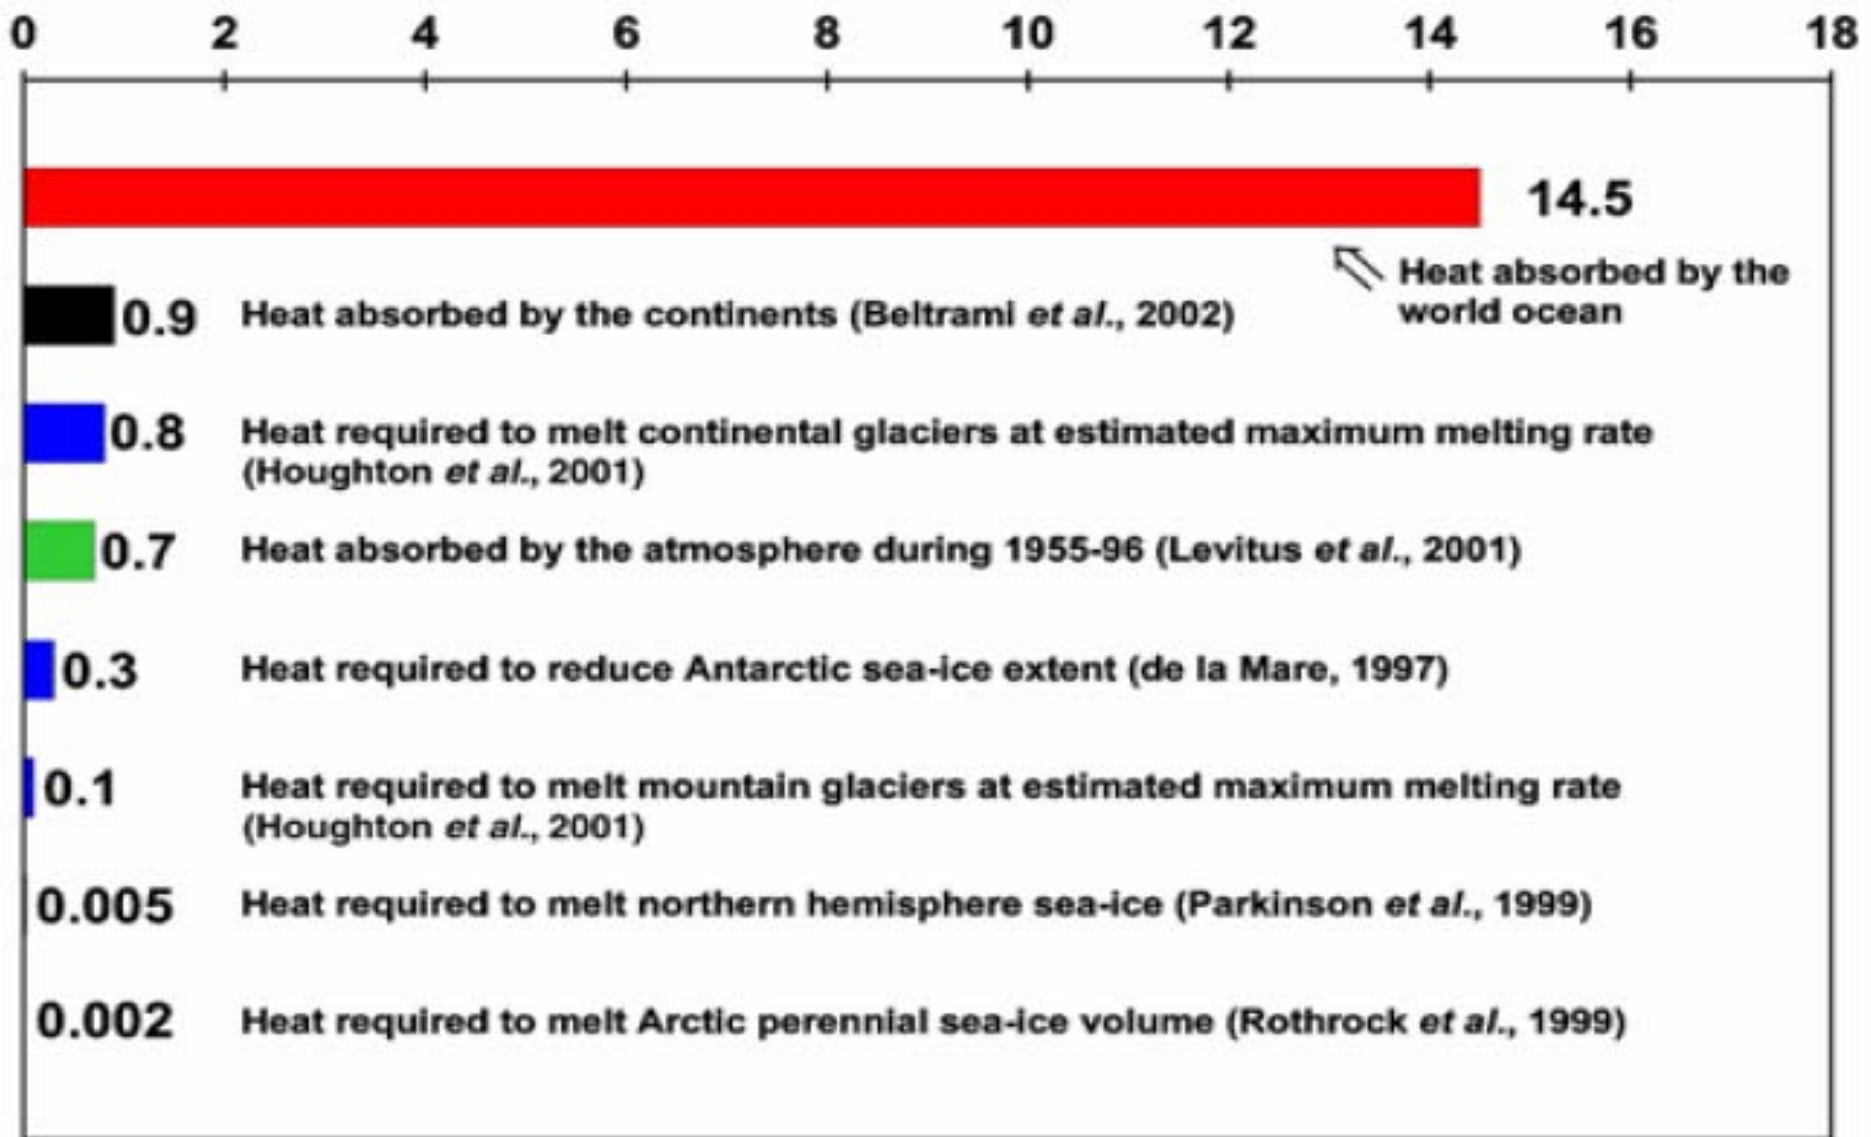 0 2 4 6 8 10 12 14 16 18
14.5
Heat absorbed by the
world ocean
0.9 Heat absorbed by the continents (Beltrami et al., 2002)
0.8 Heat required to melt continental glaciers at estimated maximum melting rate
(Houghton et al., 2001)
0.7 Heat absorbed by the atmosphere during 1955-96 (Levitus et al., 2001)
0.3 Heat required to reduce Antarctic sea-ice extent (de la Mare, 1997)
0.1 Heat required to melt mountain glaciers at estimated maximum melting rate
(Houghton et al., 2001)
0.005 Heat required to melt northern hemisphere sea-ice (Parkinson et al., 1999)
0.002 Heat required to melt Arctic perennial sea-ice volume (Rothrock et al., 1999)